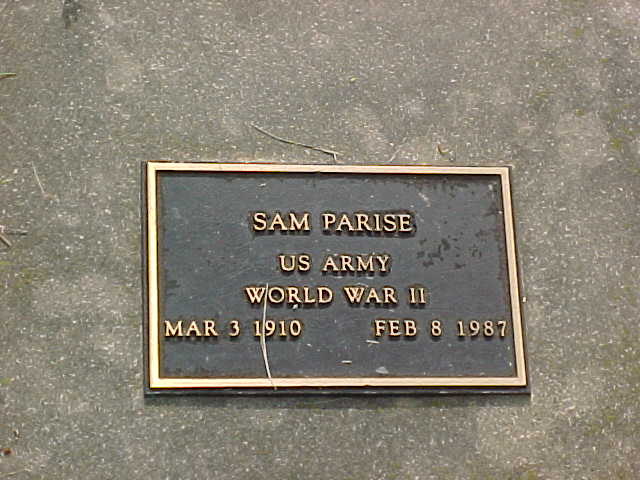 SAM PARISE
US ARMY
WORLD WAR II
MAR 3 1910 FEB 8 1987